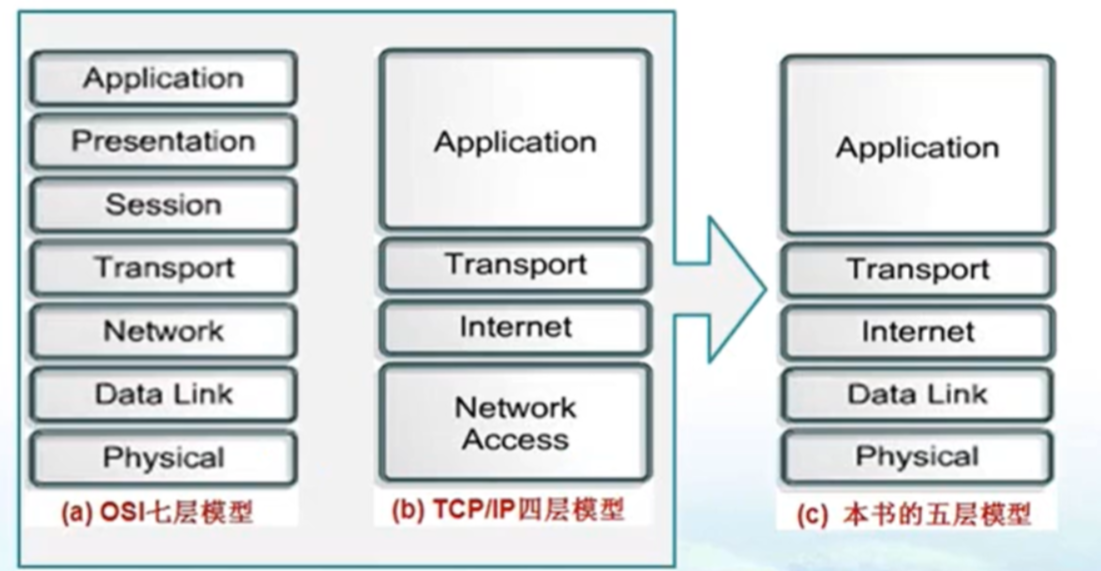 Application
Presentation
Session
Transport
Network
Data Link
Physical
(a) OSI七层模型
Application
Transport
Internet
Network
Access
(b) TCP/IP四层模型
Application
Transport
Internet
Data Link
Physical
(c) 本书的五层模型